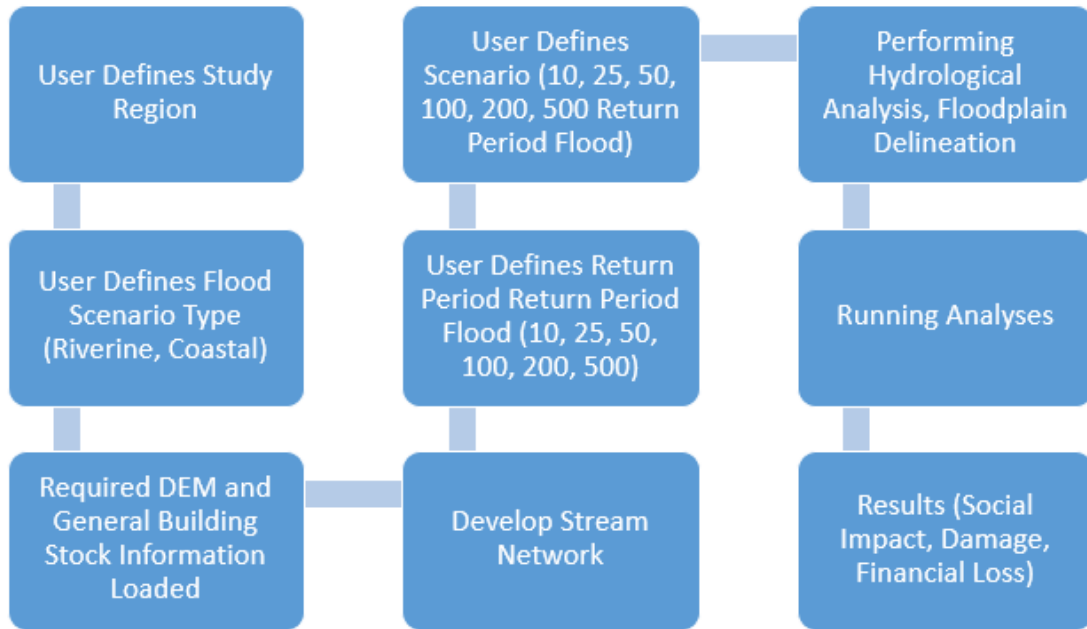 User Defines Study
Region
User Defines Flood
Scenario Type
(Riverine, Coastal)
Required DEM and
General Building
Stock Information
Loaded
Develop Stream
Network
User Defines Return
Period Return Period
Flood (10, 25, 50,
100, 200, 500)
User Defines
Scenario (10, 25, 50,
100, 200, 500 Return
Period Flood)
Performing
Hydrological
Analysis, Floodplain
Delineation
Running Analyses
Results (Social
Impact, Damage,
Financial Loss)